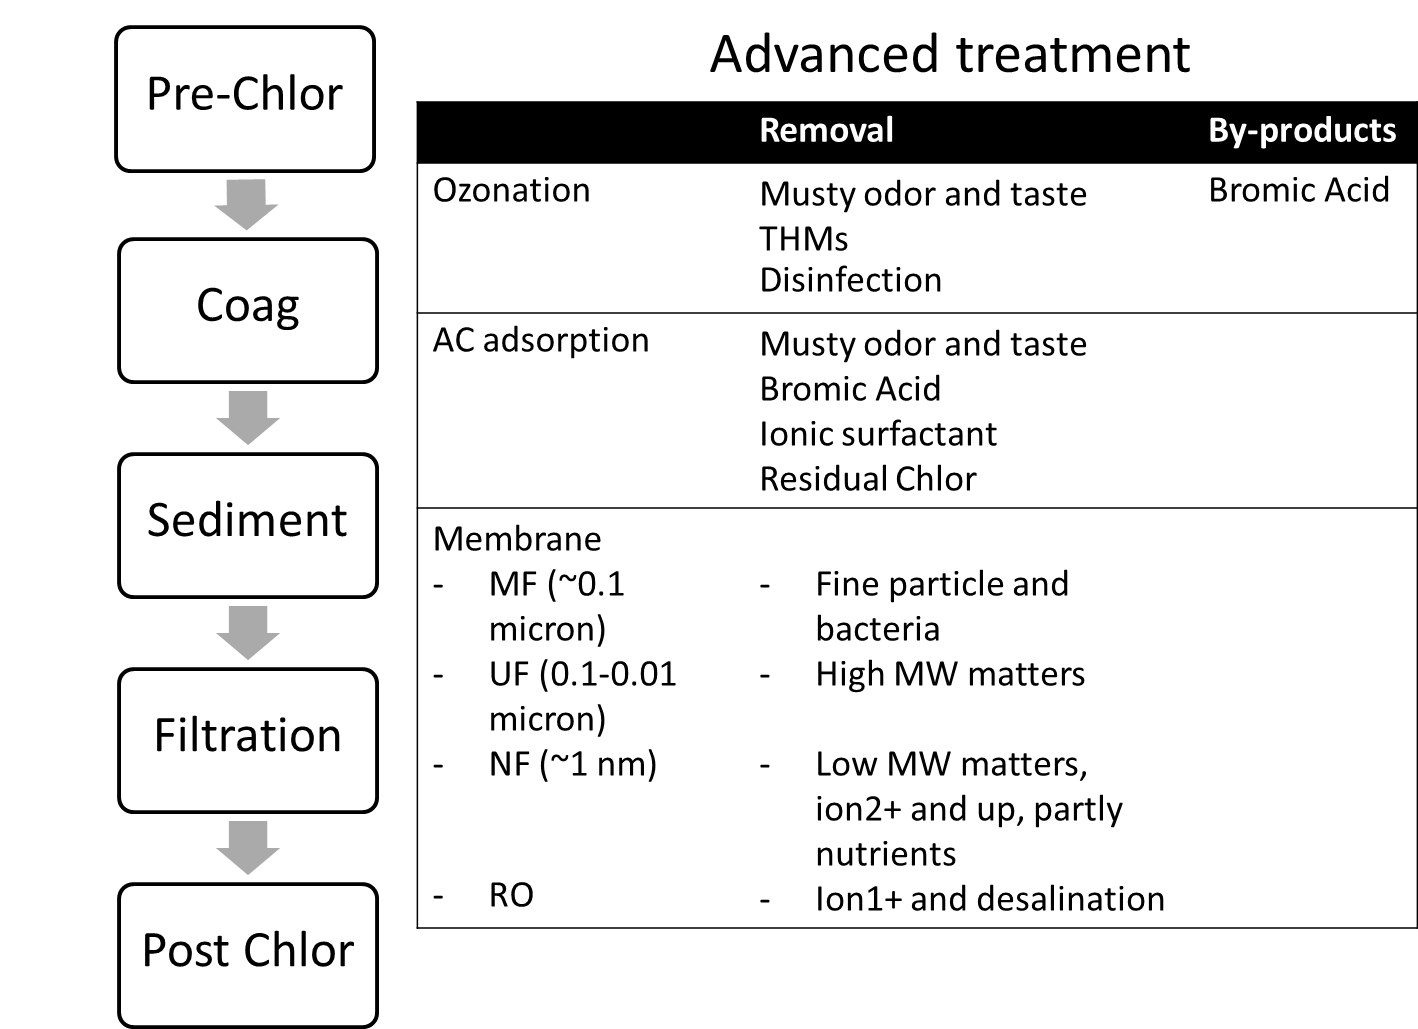 Pre-Chlor
Coag
Sediment
Filtration
Post Chlor
Advanced treatment
Removal By-products
Ozonation Musty odor and taste Bromic Acid
THMs
Disinfection
AC adsorption Musty odor and taste
Bromic Acid
Ionic surfactant
Residual Chlor
Membrane
- MF (~0.1 - Fine particle and
micron) bacteria
- UF (0.1-0.01 - High MW matters
micron)
- NF (~1 nm) - Low MW matters,
ion2+ and up, partly
nutrients
- RO - Ion1+ and desalination